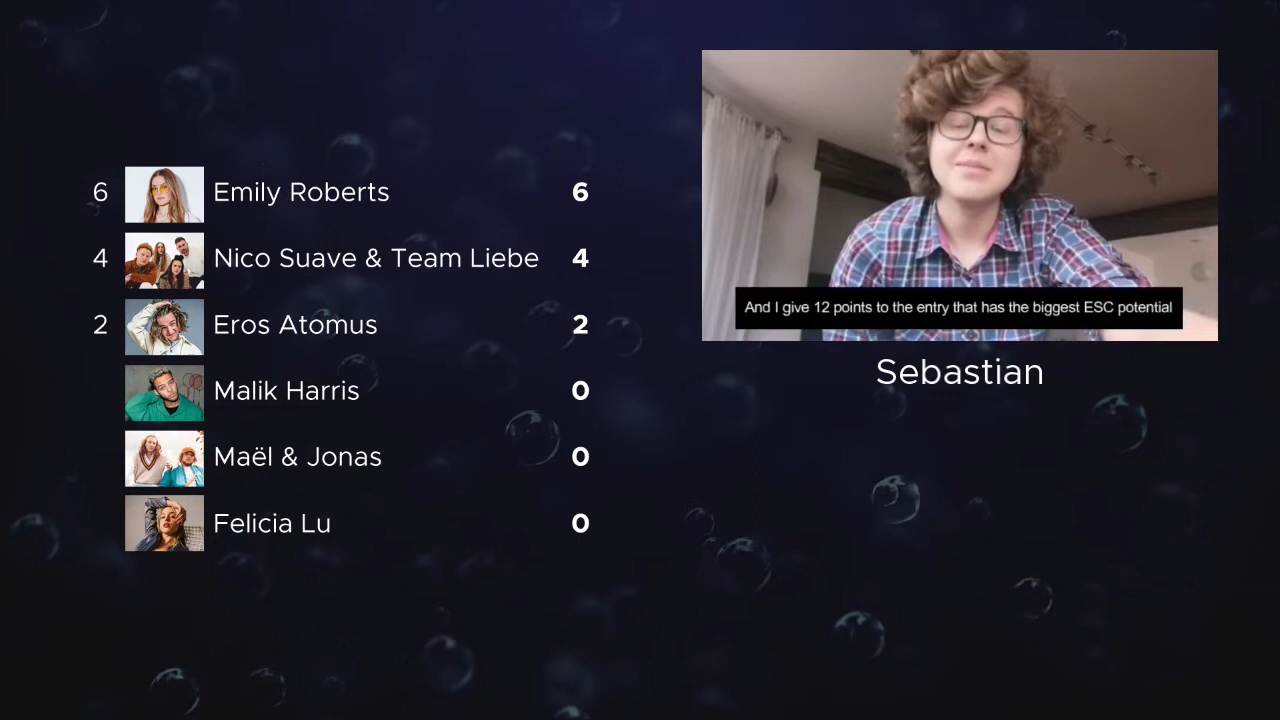 6 Emily Roberts 6
4 Nico Suave & Team Liebe 4
2 Eros Atomus 2
Malik Harris 0
Maël & Jonas 0
Felicia Lu 0
And I give 12 points to the entry that has the biggest ESC potential
Sebastian